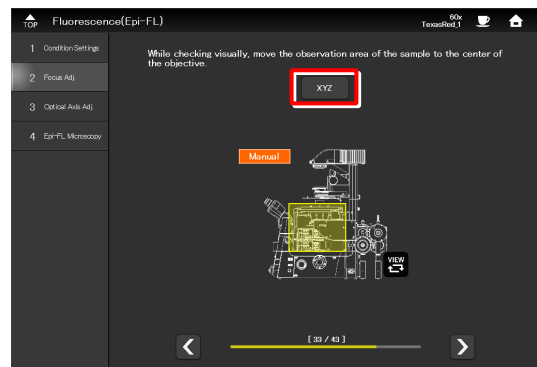 TOP
Fluorescence(Epi-FL)
60x
TexasRed_1
1 Condition Settings
2 Focus Adj.
3 Optical Axis Adj.
4 Epi-FL Microscopy
While checking visually, move the observation area of the sample to the center of
the objective.
XYZ
Manual
VIEW
[ 33 / 43 ]